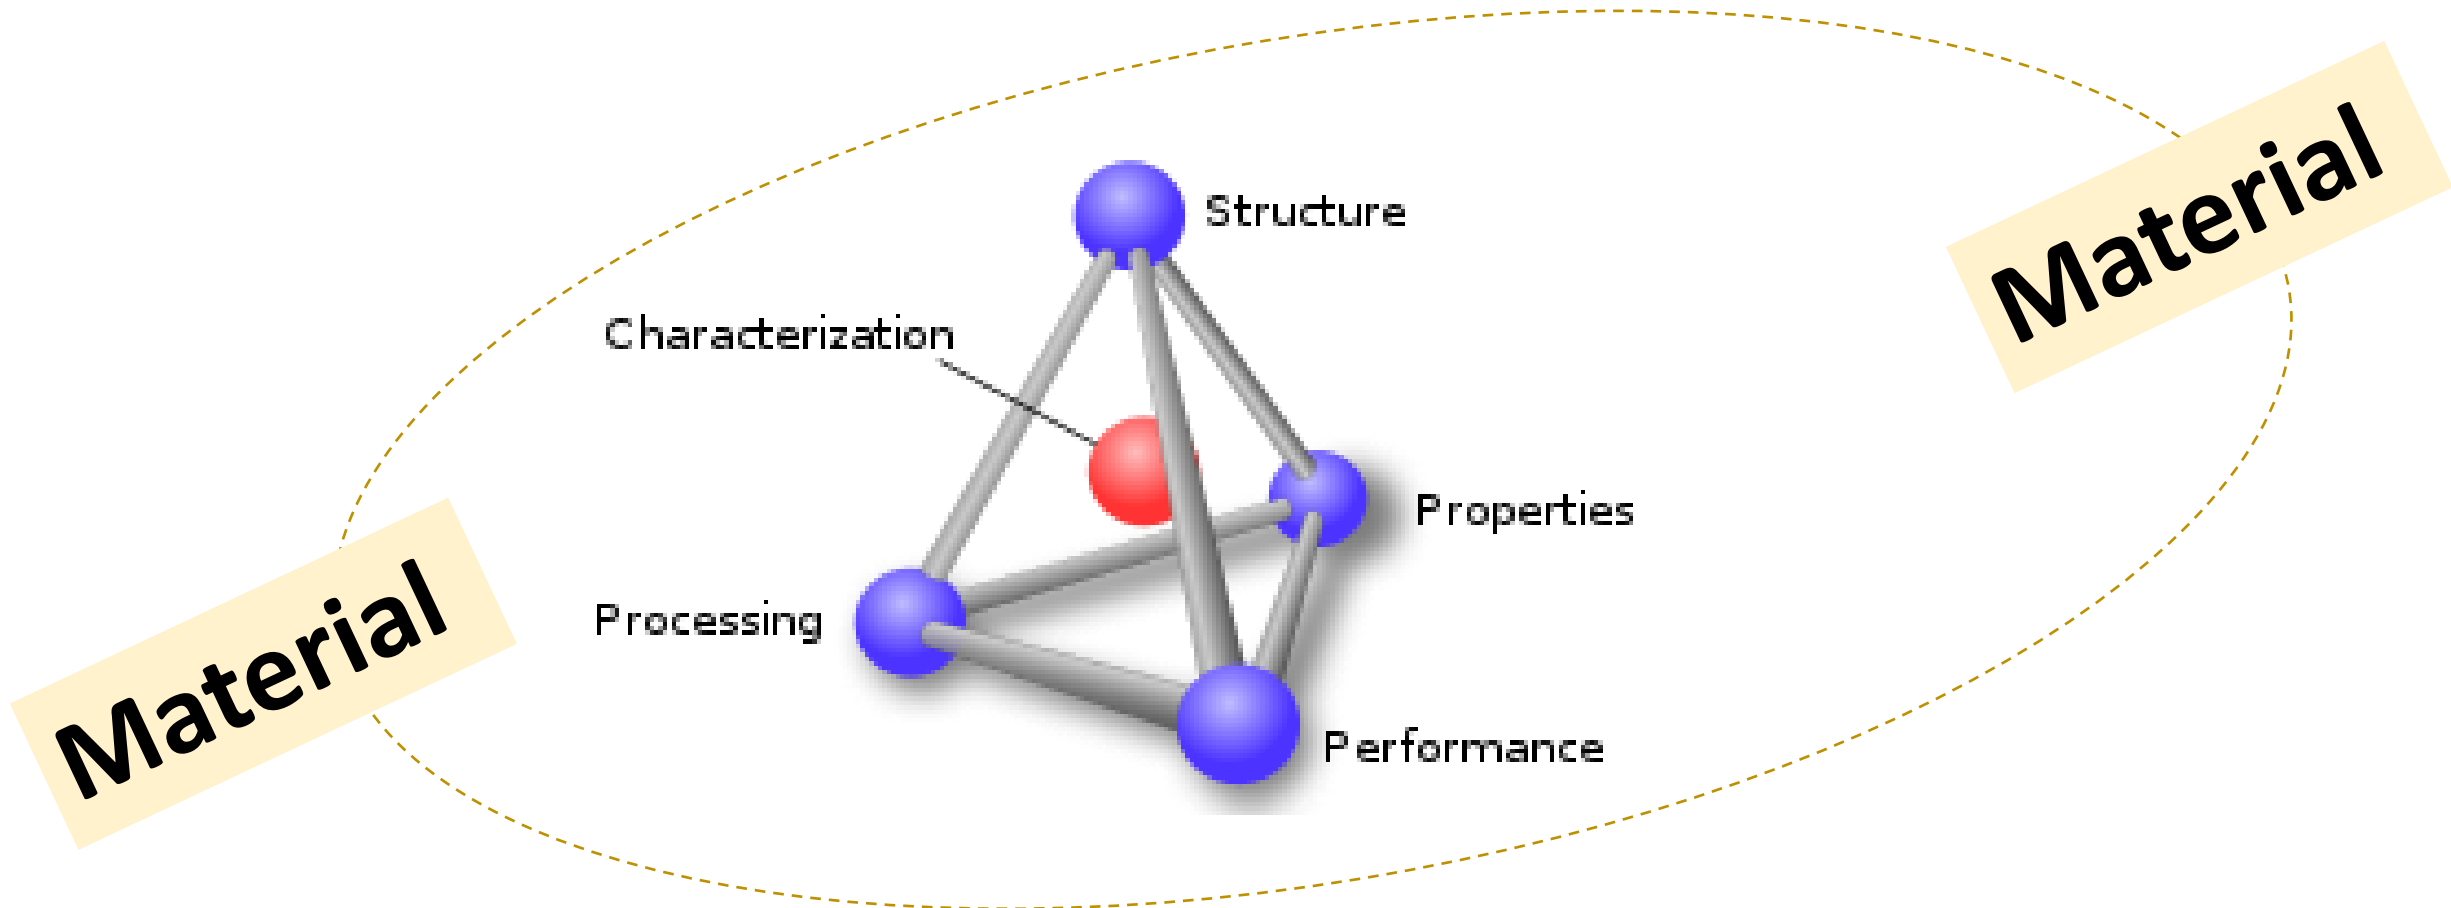 Material
Structure
Characterization
Properties
Material
Processing
Performance